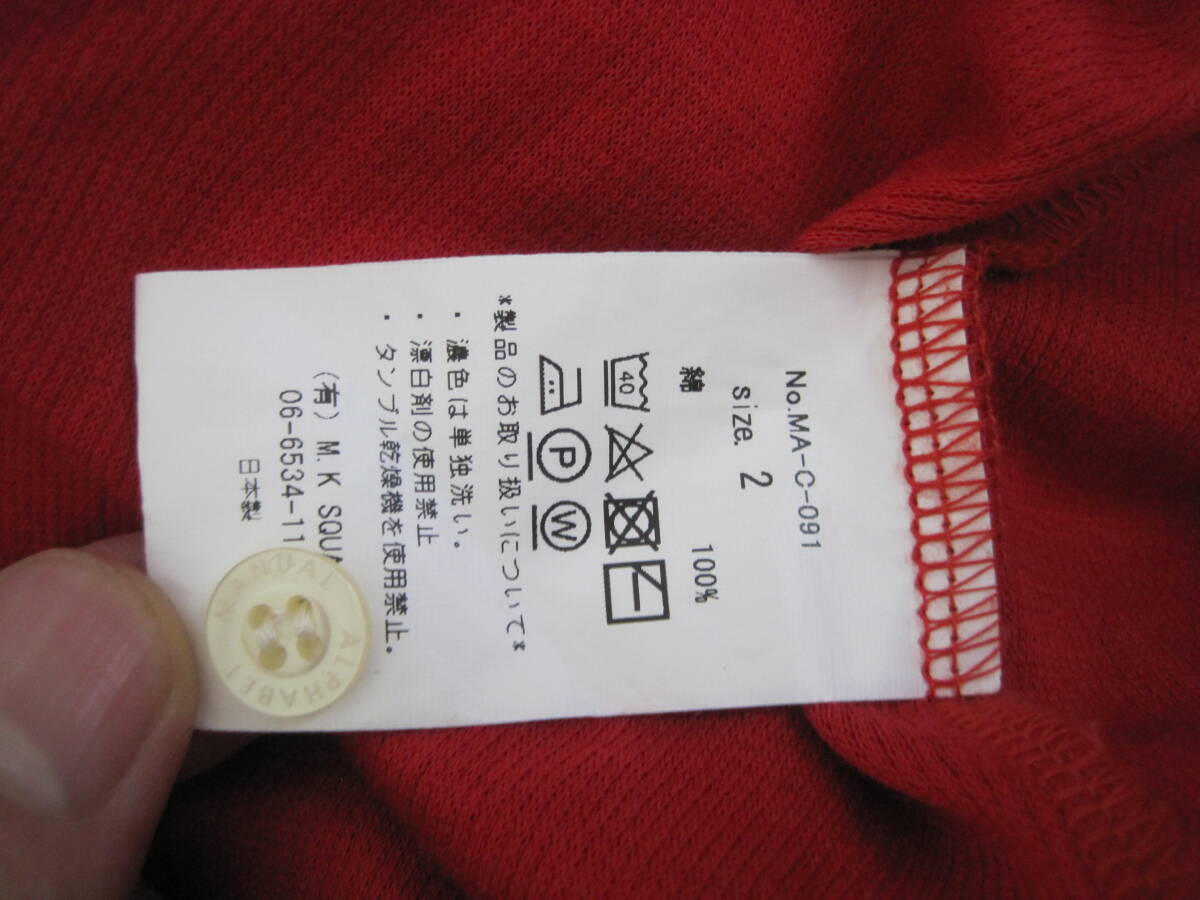 No.MA-C-091
size. 2
綿 100%
40
P W
*製品のお取り扱いについて*
・濃色は単独洗い。
・漂白剤の使用禁止
・タンブル乾燥機を使用禁止。
(有) M.K
06-6534-11
日本製
MANUAL ALPHABET